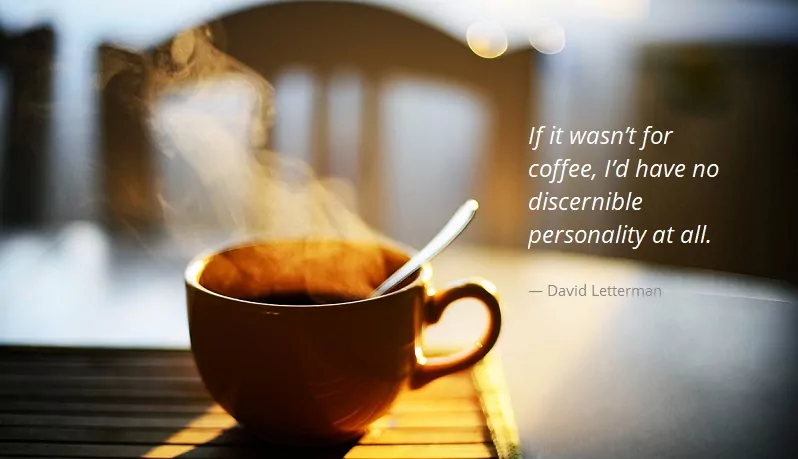 If it wasn’t for
coffee, I’d have no
discernible
personality at all.
— David Letterman